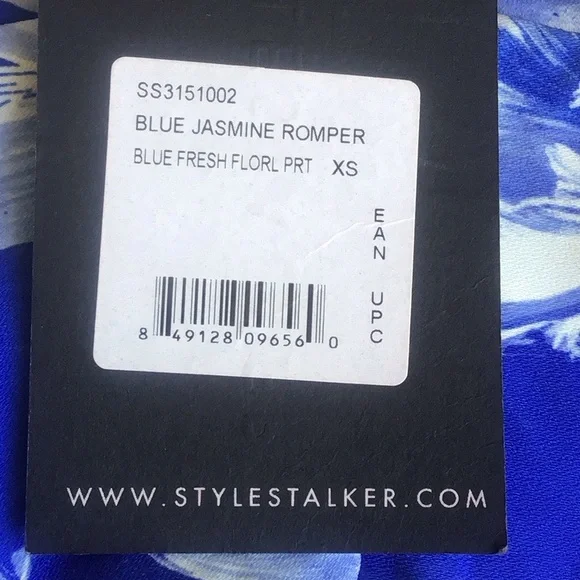 SS3151002
BLUE JASMINE ROMPER
BLUE FRESH FLORL PRT XS
EAN UPC
8 49128 09656 0
WWW.STYLESTALKER.COM